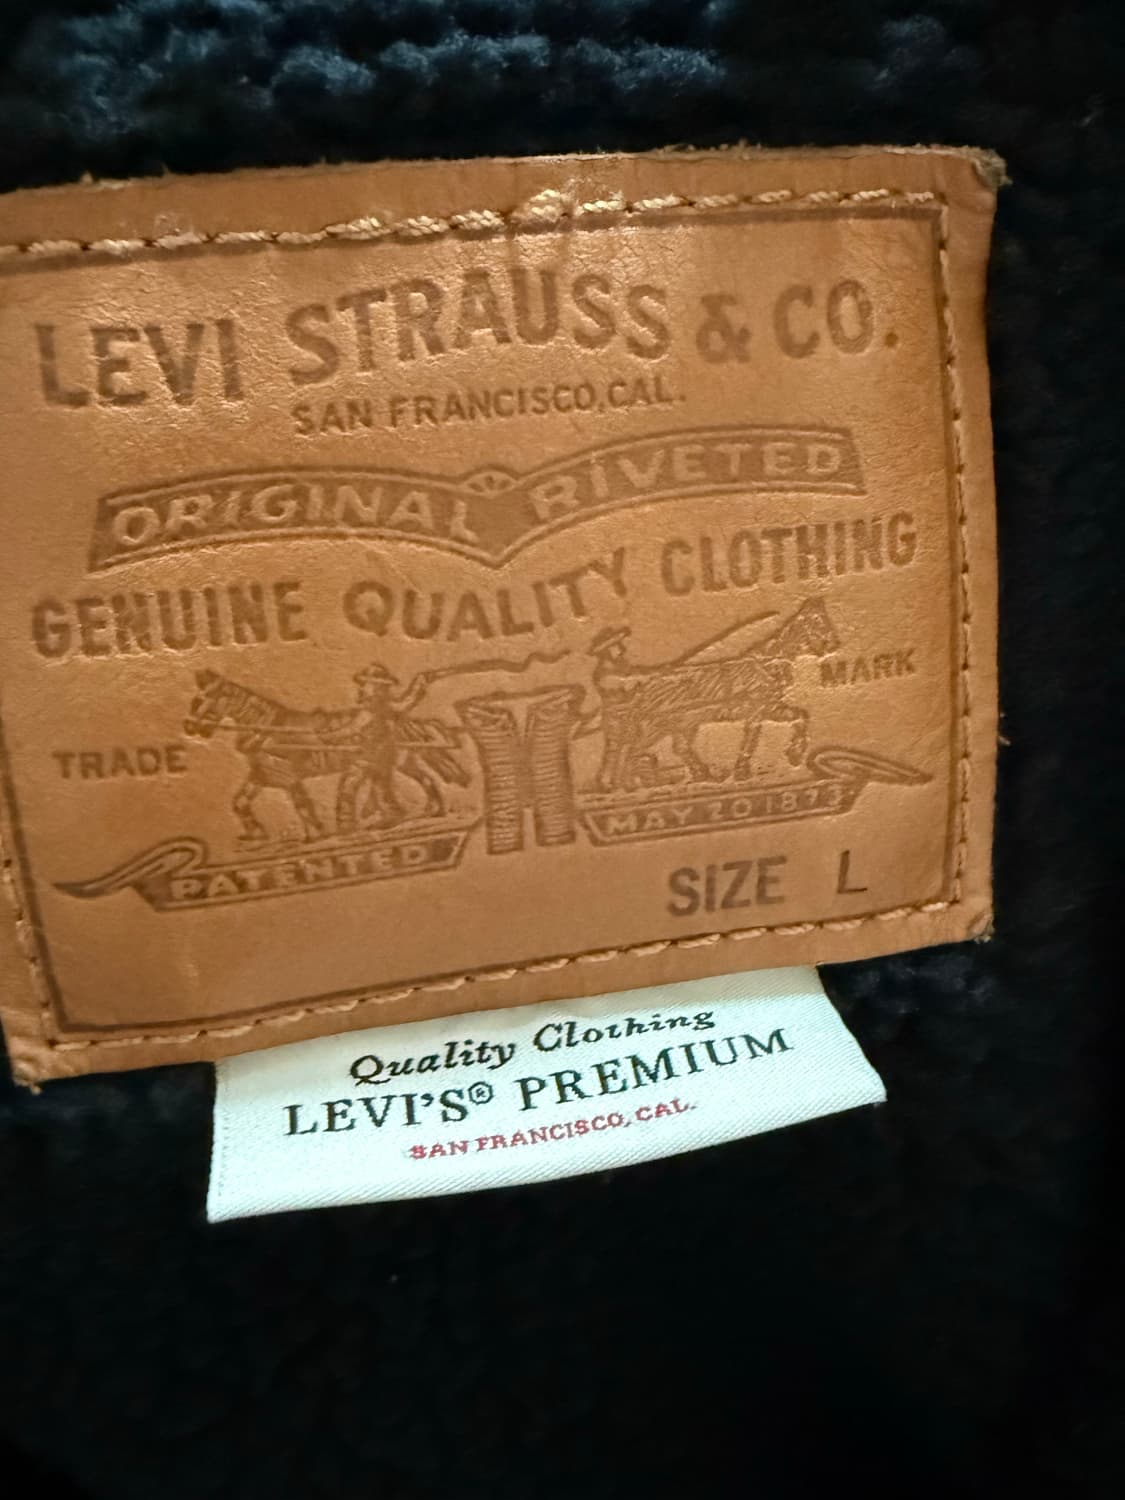 LEVI STRAUSS & CO.
SAN FRANCISCO, CAL.
ORIGINAL RIVETED
GENUINE QUALITY CLOTHING
TRADE MARK
PATENTED MAY 20 1873
SIZE L
Quality Clothing
LEVI'S® PREMIUM
SAN FRANCISCO, CAL.